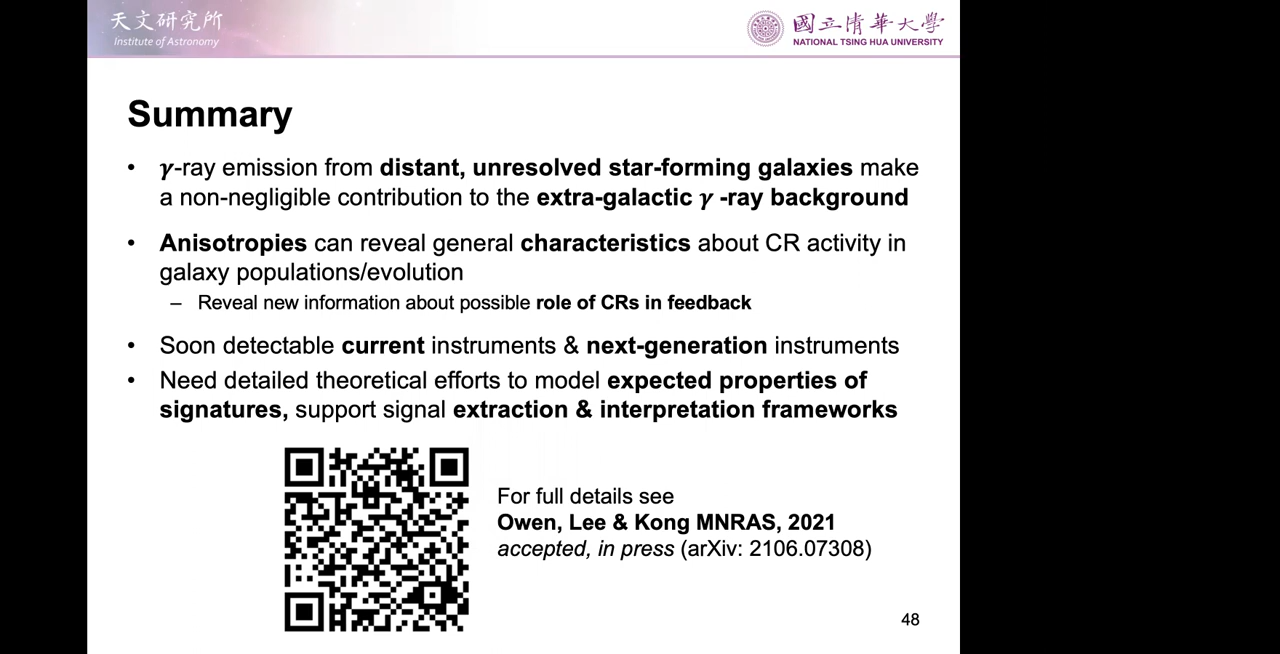 天文研究所
Institute of Astronomy
國立清華大學
NATIONAL TSING HUA UNIVERSITY
Summary
• γ-ray emission from distant, unresolved star-forming galaxies make
a non-negligible contribution to the extra-galactic γ -ray background
• Anisotropies can reveal general characteristics about CR activity in
galaxy populations/evolution
– Reveal new information about possible role of CRs in feedback
• Soon detectable current instruments & next-generation instruments
• Need detailed theoretical efforts to model expected properties of
signatures, support signal extraction & interpretation frameworks
For full details see
Owen, Lee & Kong MNRAS, 2021
accepted, in press (arXiv: 2106.07308)
48